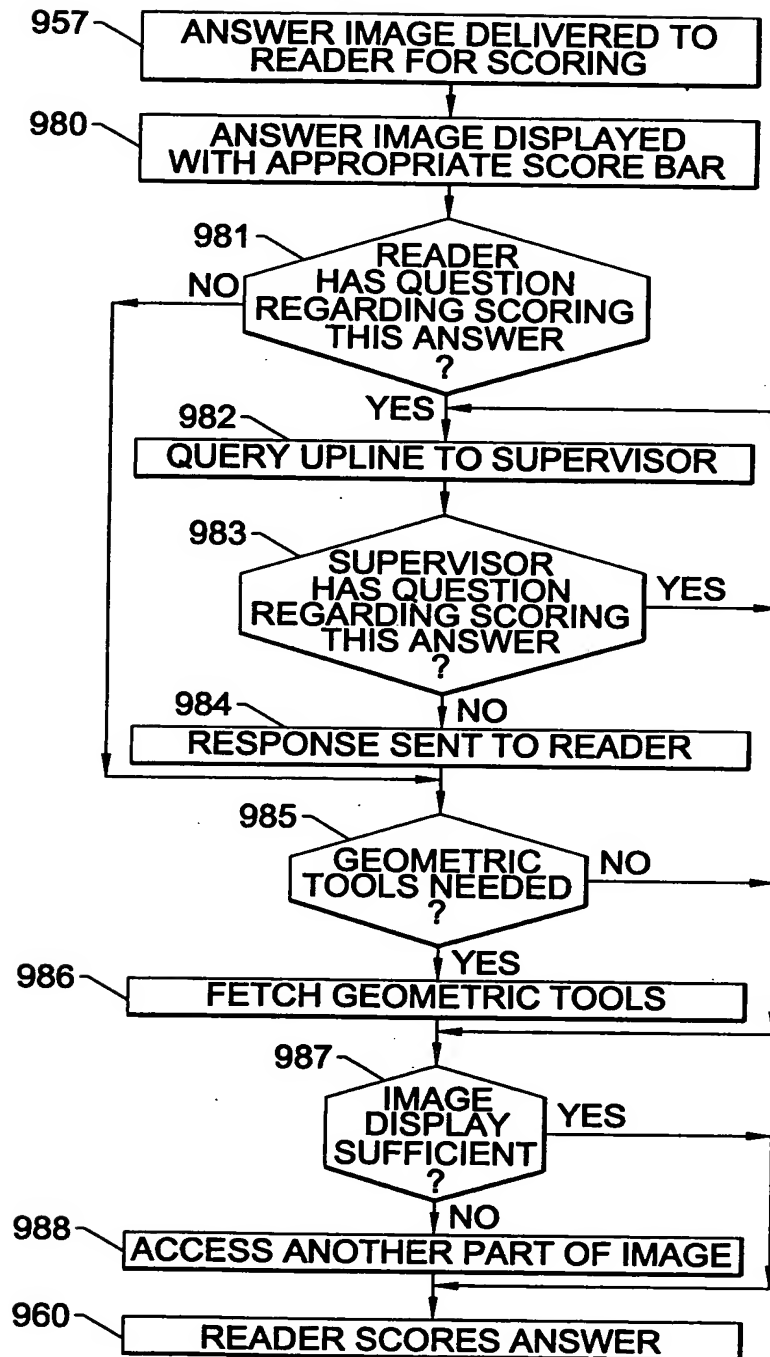 957
ANSWER IMAGE DELIVERED TO
READER FOR SCORING
980
ANSWER IMAGE DISPLAYED
WITH APPROPRIATE SCORE BAR
981
READER
HAS QUESTION
REGARDING SCORING
THIS ANSWER
?
NO
YES
982
QUERY UPLINE TO SUPERVISOR
983
SUPERVISOR
HAS QUESTION
REGARDING SCORING
THIS ANSWER
?
YES
NO
984
RESPONSE SENT TO READER
985
GEOMETRIC
TOOLS NEEDED
?
NO
YES
986
FETCH GEOMETRIC TOOLS
987
IMAGE
DISPLAY
SUFFICIENT
?
YES
NO
988
ACCESS ANOTHER PART OF IMAGE
960
READER SCORES ANSWER